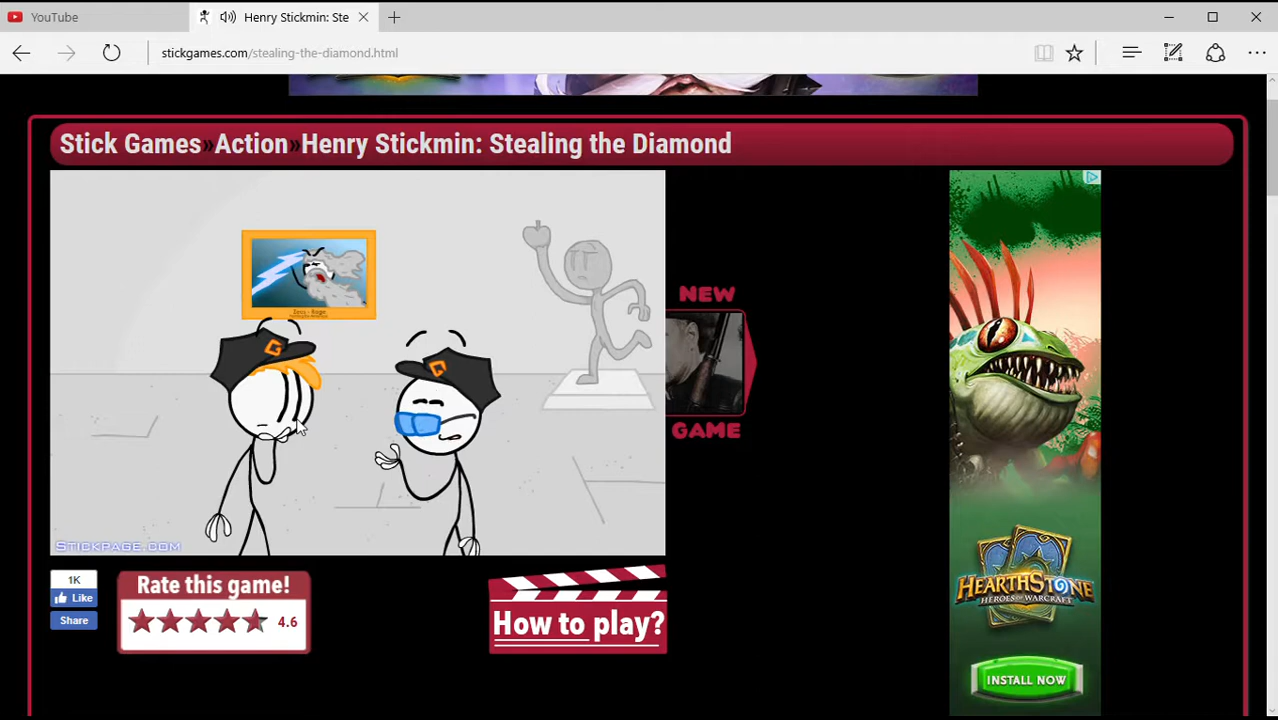 YouTube
Henry Stickmin: Ste
stickgames.com/stealing-the-diamond.html
Stick Games»Action»Henry Stickmin: Stealing the Diamond
NEW
GAME
G
STICKPAGE.COM
1K
Like
Share
Rate this game!
4.6
How to play?
HEARTHSTONE
HEROES OF WARCRAFT
INSTALL NOW